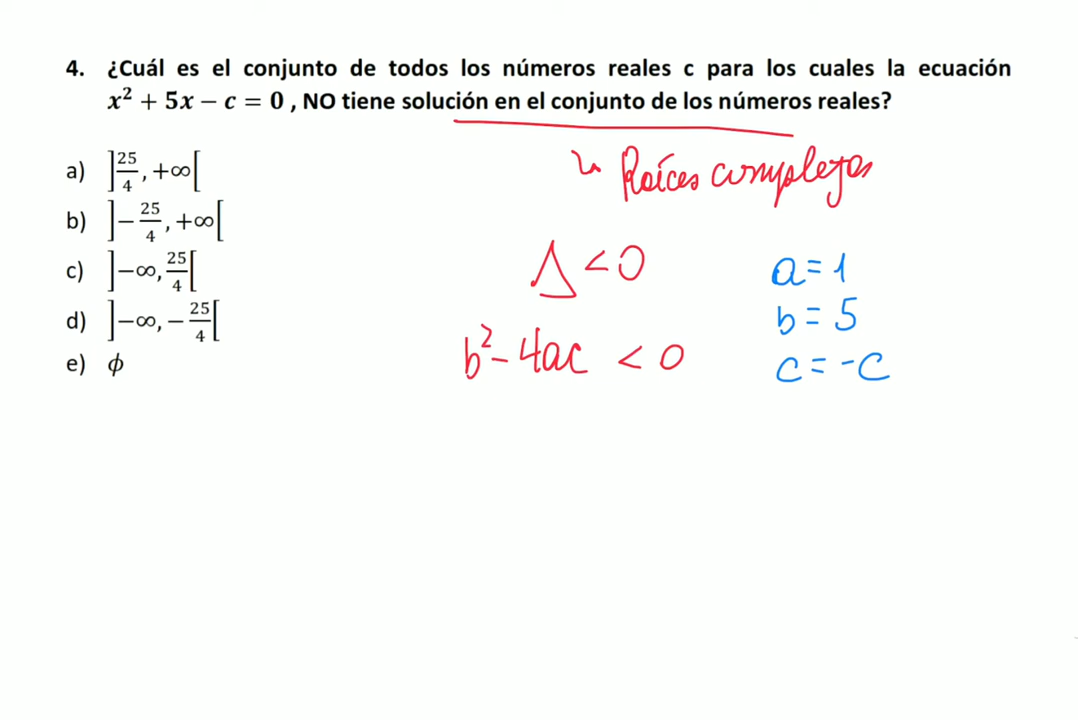 4. ¿Cuál es el conjunto de todos los números reales c para los cuales la ecuación
x² + 5x − c = 0 , NO tiene solución en el conjunto de los números reales?
↳ Raíces complejas
a) ]25/4, +∞[
b) ]−25/4, +∞[
c) ]−∞, 25/4[
d) ]−∞, −25/4[
e) ϕ
Δ < 0
b² − 4ac < 0
a = 1
b = 5
c = −c